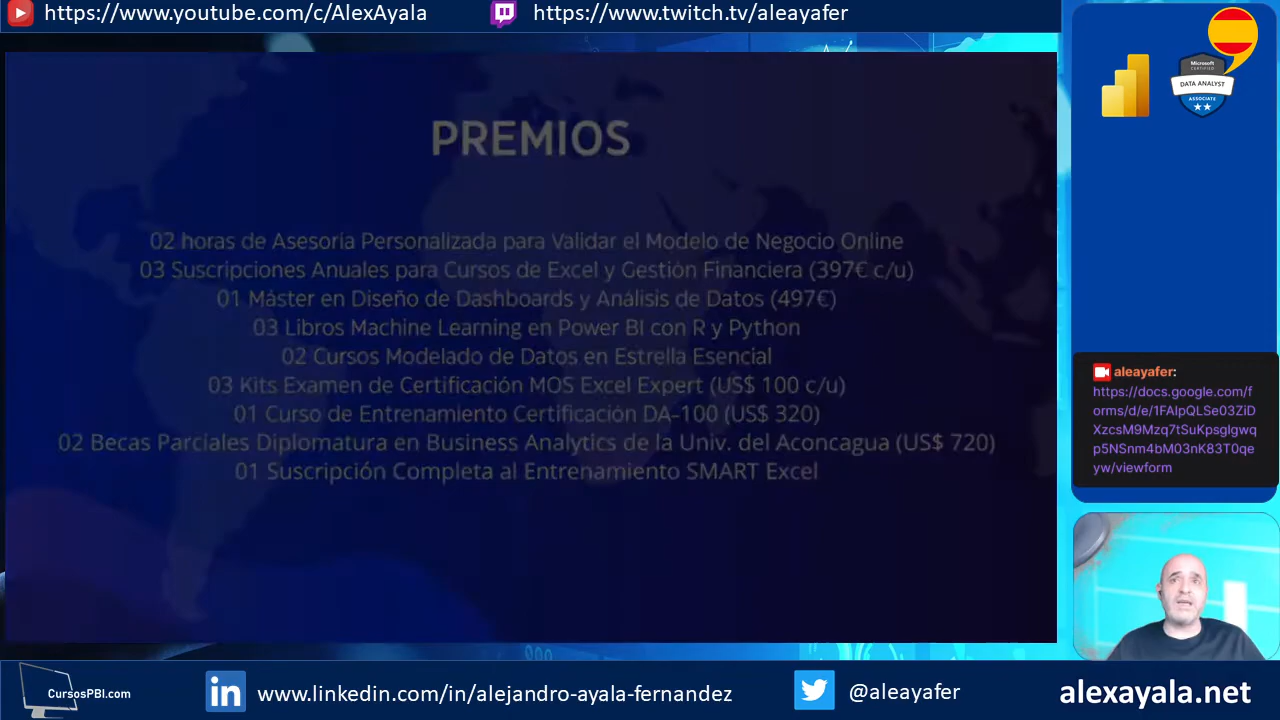 https://www.youtube.com/c/AlexAyala
https://www.twitch.tv/aleayafer
Microsoft
CERTIFIED
DATA ANALYST
ASSOCIATE
PREMIOS
02 horas de Asesoría Personalizada para Validar el Modelo de Negocio Online
03 Suscripciones Anuales para Cursos de Excel y Gestión Financiera (397€ c/u)
01 Máster en Diseño de Dashboards y Análisis de Datos (497€)
03 Libros Machine Learning en Power BI con R y Python
02 Cursos Modelado de Datos en Estrella Esencial
03 Kits Examen de Certificación MOS Excel Expert (US$ 100 c/u)
01 Curso de Entrenamiento Certificación DA-100 (US$ 320)
02 Becas Parciales Diplomatura en Business Analytics de la Univ. del Aconcagua (US$ 720)
01 Suscripción Completa al Entrenamiento SMART Excel
aleayafer:
https://docs.google.com/f
orms/d/e/1FAIpQLSe03ZiD
XzcsM9Mzq7tSuKpsglgwq
p5NSnm4bM03nK83T0qe
yw/viewform
CursosPBI.com
www.linkedin.com/in/alejandro-ayala-fernandez
@aleayafer
alexayala.net